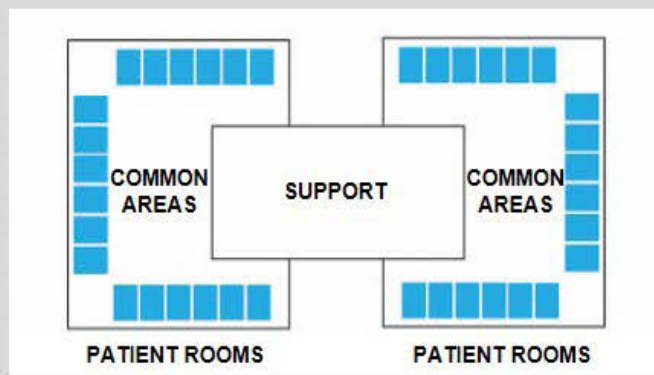 COMMON
AREAS
SUPPORT
COMMON
AREAS
PATIENT ROOMS
PATIENT ROOMS